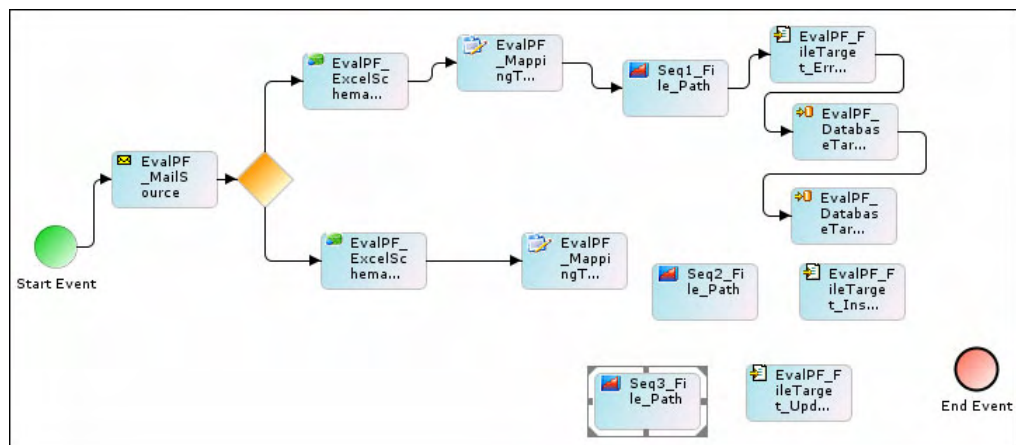 EvalPF_
ExcelSc
hema...
EvalPF
_Mappi
ngT...
Seq1_Fi
le_Path
EvalPF_F
ileTarge
t_Err...
EvalPF_
Databas
eTar...
EvalPF
_MailS
ource
EvalPF_
Databas
eTar...
Start Event
EvalPF_
ExcelSc
hema...
EvalPF
_Mappi
ngT...
Seq2_Fi
le_Path
EvalPF_F
ileTarge
t_Ins...
Seq3_Fi
le_Path
EvalPF_F
ileTarge
t_Upd...
End Event